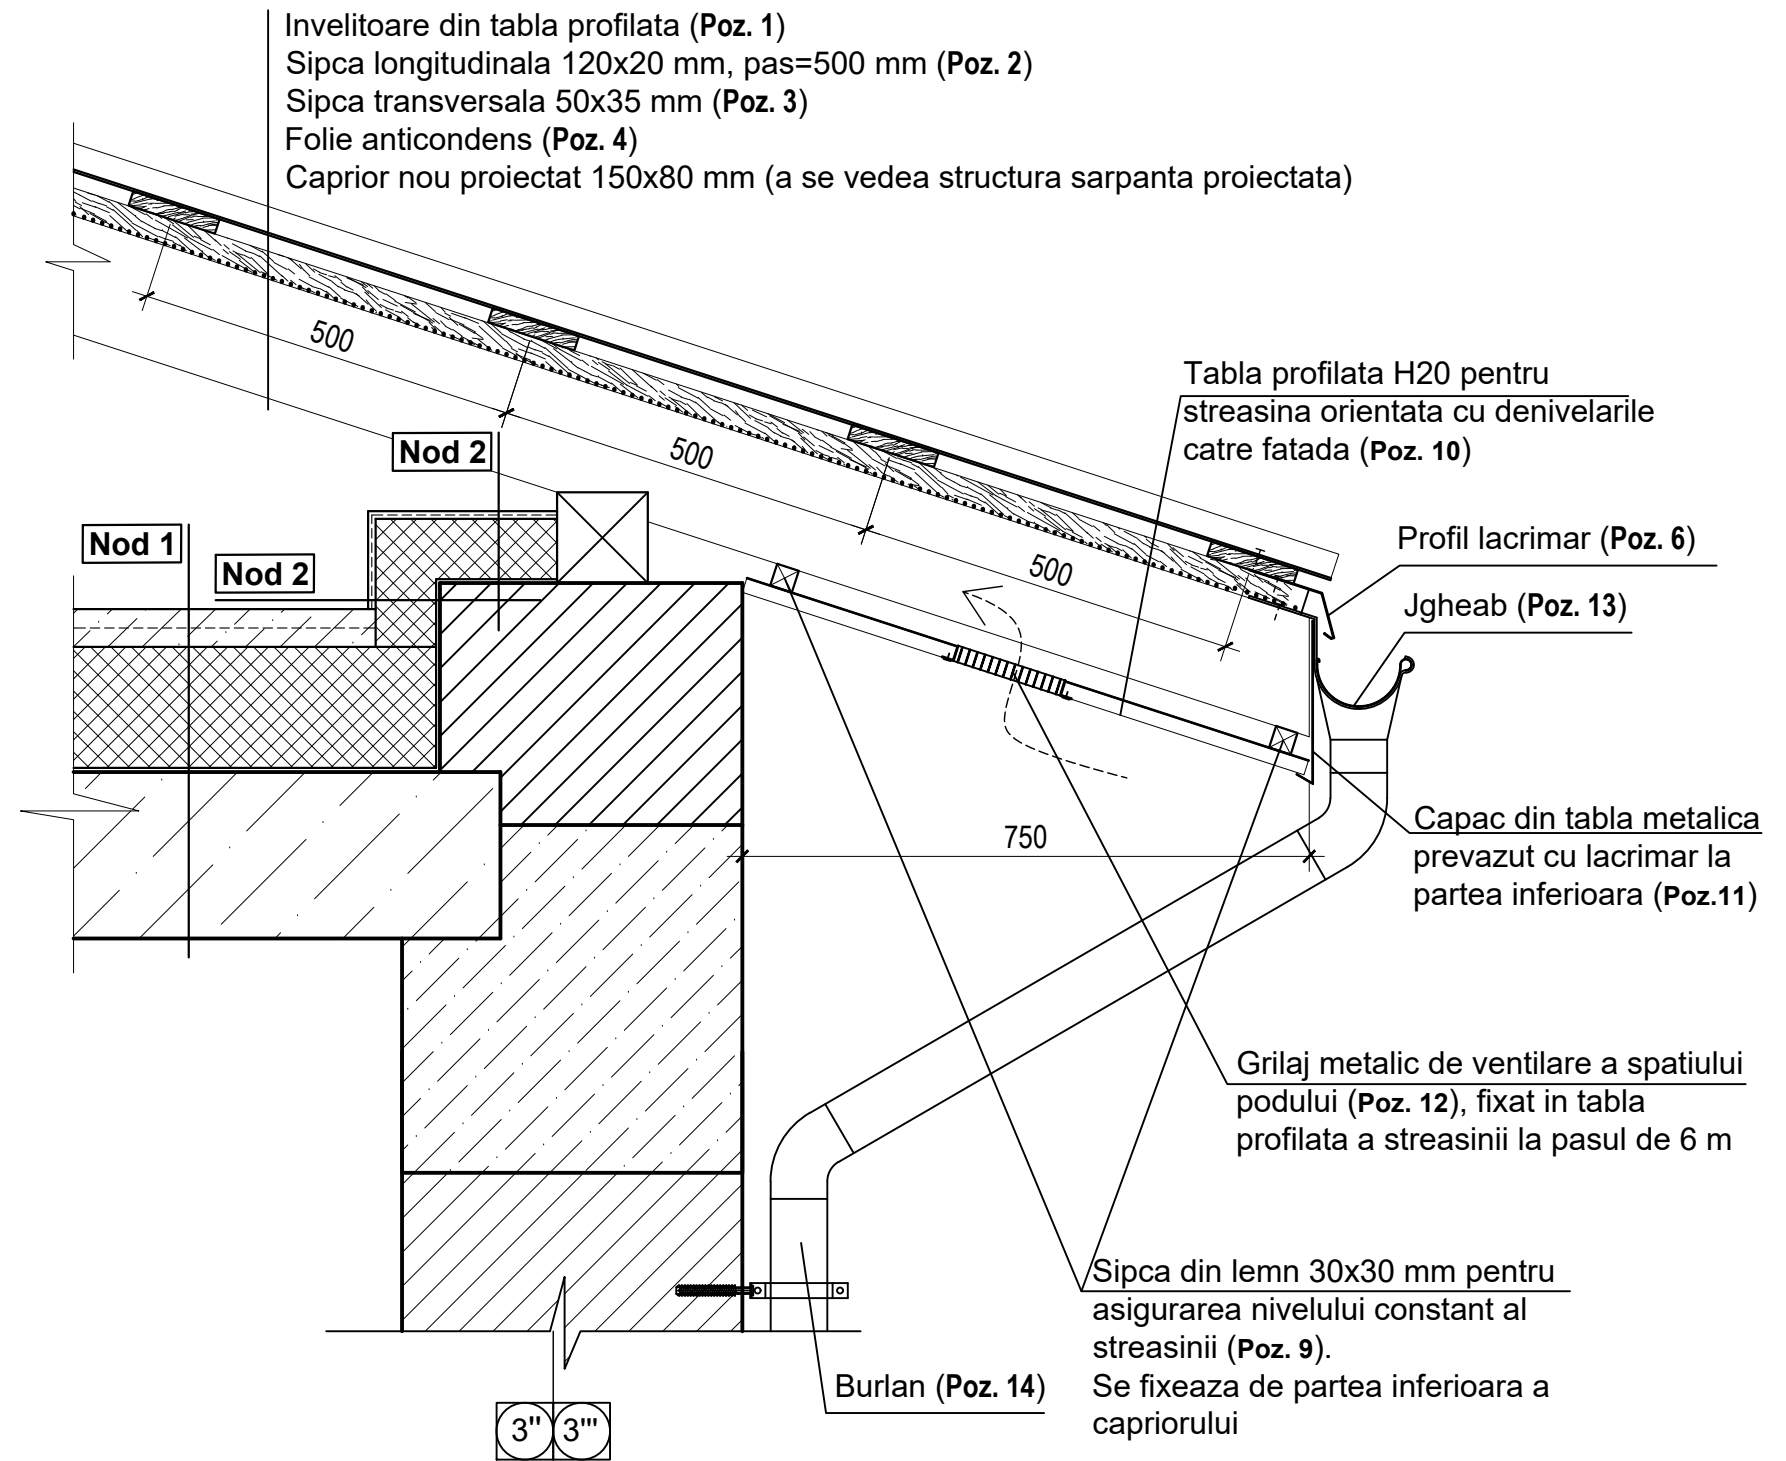 Invelitoare din tabla profilata (Poz. 1)
Sipca longitudinala 120x20 mm, pas=500 mm (Poz. 2)
Sipca transversala 50x35 mm (Poz. 3)
Folie anticondens (Poz. 4)
Caprior nou proiectat 150x80 mm (a se vedea structura sarpanta proiectata)
500
500
500
Tabla profilata H20 pentru
streasina orientata cu denivelarile
catre fatada (Poz. 10)
Nod 2
Nod 1
Nod 2
Profil lacrimar (Poz. 6)
Jgheab (Poz. 13)
750
Capac din tabla metalica
prevazut cu lacrimar la
partea inferioara (Poz.11)
Grilaj metalic de ventilare a spatiului
podului (Poz. 12), fixat in tabla
profilata a streasinii la pasul de 6 m
Sipca din lemn 30x30 mm pentru
asigurarea nivelului constant al
streasinii (Poz. 9).
Se fixeaza de partea inferioara a
capriorului
Burlan (Poz. 14)
3" 3'''